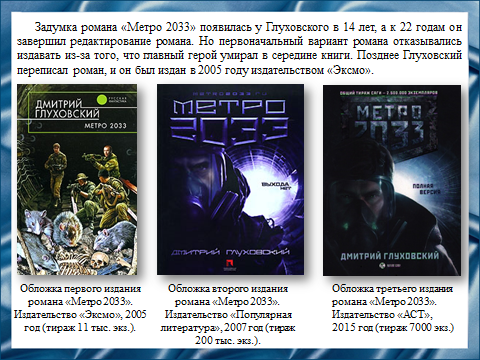 Задумка романа «Метро 2033» появилась у Глуховского в 14 лет, а к 22 годам он
завершил редактирование романа. Но первоначальный вариант романа отказывались
издавать из-за того, что главный герой умирал в середине книги. Позднее Глуховский
переписал роман, и он был издан в 2005 году издательством «Эксмо».
ДМИТРИЙ
ГЛУХОВСКИЙ
МЕТРО 2033
METRO2033.RU
МЕТРО
2033
ВЫХОДА
НЕТ
ДМИТРИЙ ГЛУХОВСКИЙ
ОБЩИЙ ТИРАЖ САГИ - 2 500 000 ЭКЗЕМПЛЯРОВ
МЕТРО
2033
ПОЛНАЯ
ВЕРСИЯ
ДМИТРИЙ ГЛУХОВСКИЙ
Обложка первого издания
романа «Метро 2033».
Издательство «Эксмо», 2005
год (тираж 11 тыс. экз.).
Обложка второго издания
романа «Метро 2033».
Издательство «Популярная
литература», 2007 год (тираж
200 тыс. экз.).
Обложка третьего издания
романа «Метро 2033».
Издательство «АСТ»,
2015 год (тираж 7000 экз)